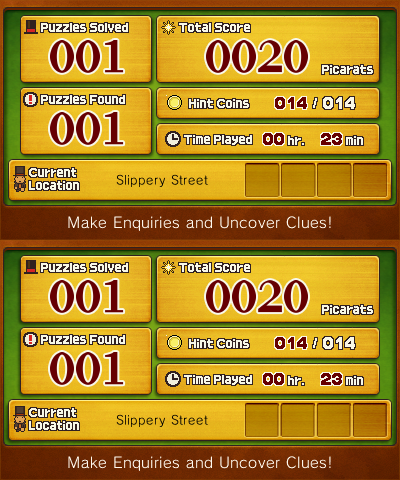 Puzzles Solved
001
Total Score
0020
Picarats
Puzzles Found
001
Hint Coins 014 / 014
Time Played 00 hr. 23 min
Current
Location
Slippery Street
Make Enquiries and Uncover Clues!
Puzzles Solved
001
Total Score
0020
Picarats
Puzzles Found
001
Hint Coins 014 / 014
Time Played 00 hr. 23 min
Current
Location
Slippery Street
Make Enquiries and Uncover Clues!